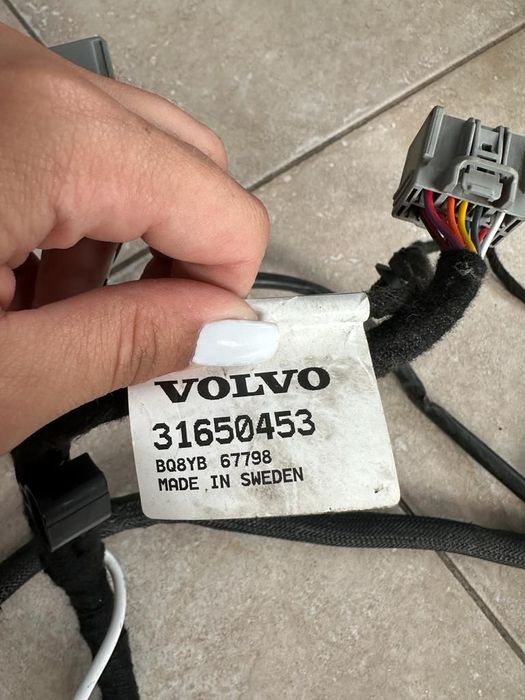 VOLVO
31650453
BQ8YB 67798
MADE IN SWEDEN